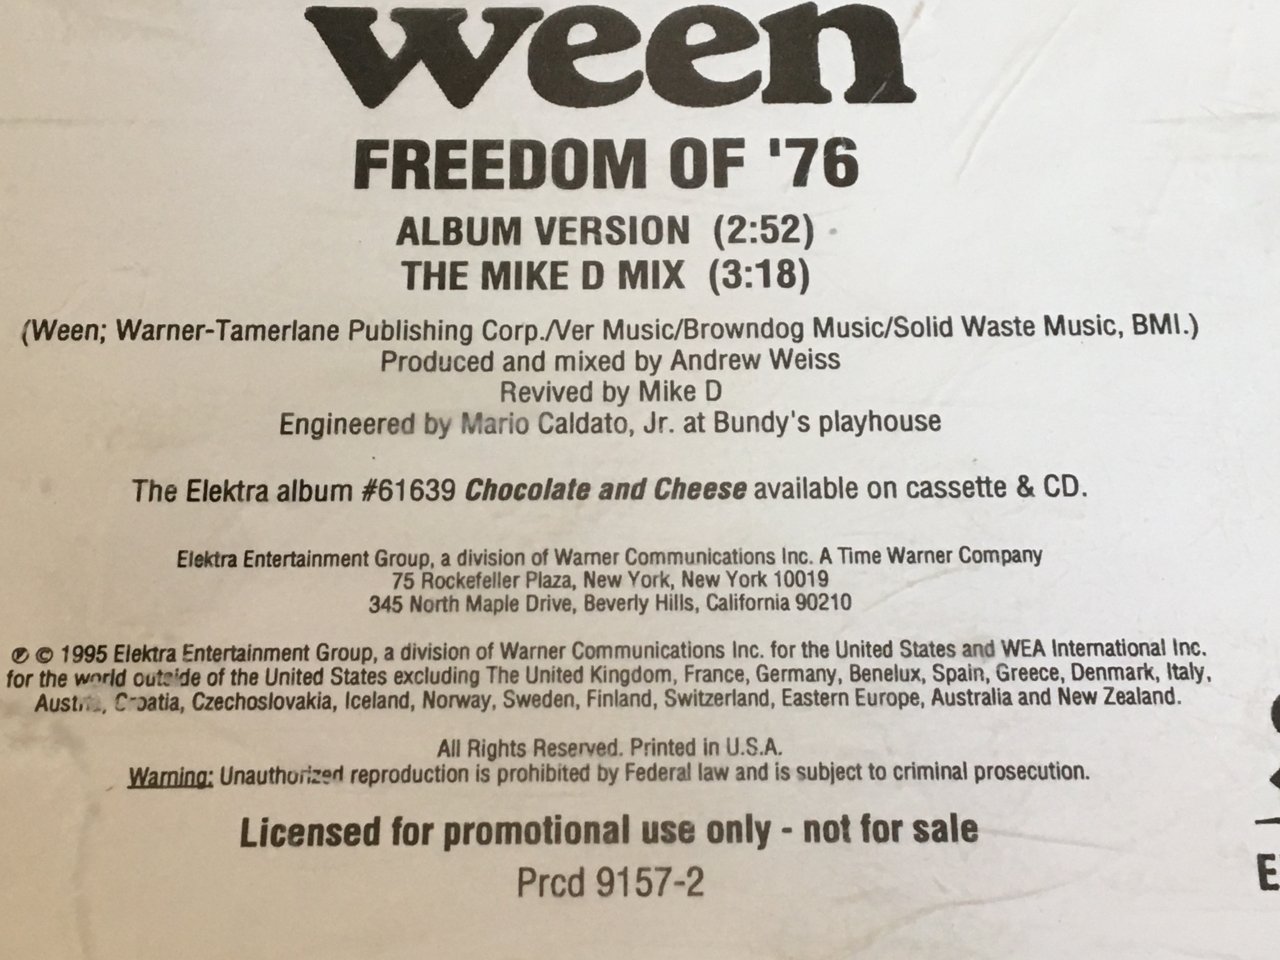 ween
FREEDOM OF '76
ALBUM VERSION (2:52)
THE MIKE D MIX (3:18)
(Ween; Warner-Tamerlane Publishing Corp./Ver Music/Browndog Music/Solid Waste Music, BMI.)
Produced and mixed by Andrew Weiss
Revived by Mike D
Engineered by Mario Caldato, Jr. at Bundy's playhouse
The Elektra album #61639 Chocolate and Cheese available on cassette & CD.
Elektra Entertainment Group, a division of Warner Communications Inc. A Time Warner Company
75 Rockefeller Plaza, New York, New York 10019
345 North Maple Drive, Beverly Hills, California 90210
℗ © 1995 Elektra Entertainment Group, a division of Warner Communications Inc. for the United States and WEA International Inc.
for the world outside of the United States excluding The United Kingdom, France, Germany, Benelux, Spain, Greece, Denmark, Italy,
Croatia, Czechoslovakia, Iceland, Norway, Sweden, Finland, Switzerland, Eastern Europe, Australia and New Zealand.
All Rights Reserved. Printed in U.S.A.
Warning: Unauthorized reproduction is prohibited by Federal law and is subject to criminal prosecution.
Licensed for promotional use only - not for sale
Prcd 9157-2